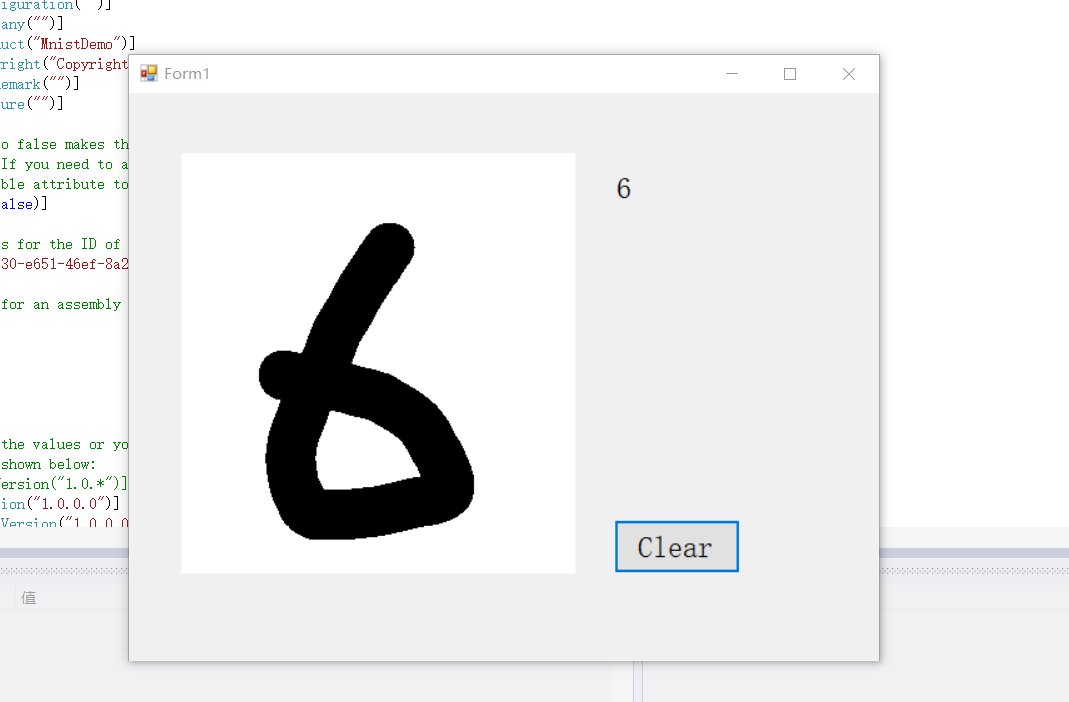 iguration("")]
any("")]
uct("MnistDemo")]
right("Copyright
emark("")]
ure("")]
o false makes th
If you need to a
ble attribute to
alse)]
s for the ID of
30-e651-46ef-8a2
for an assembly
the values or yo
shown below:
Version("1.0.*")]
ion("1.0.0.0")]
Version("1.0.0.0
值
Form1
6
6
Clear